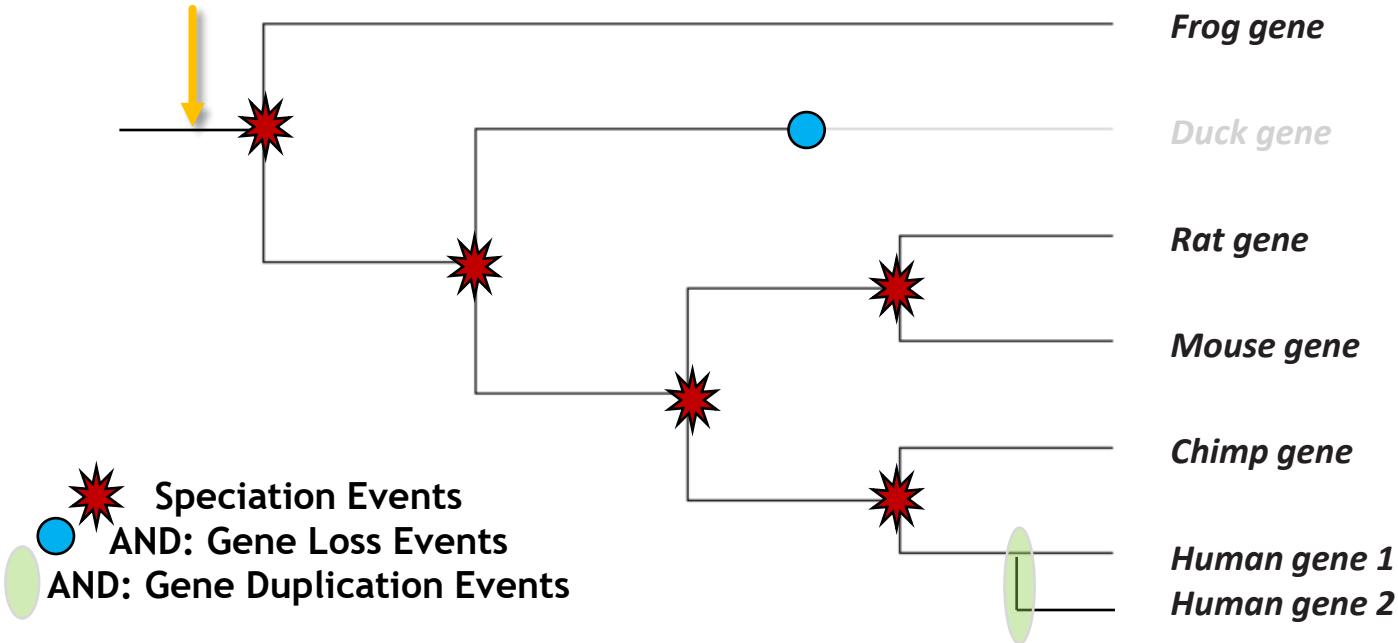 Frog gene
Duck gene
Rat gene
Mouse gene
Chimp gene
Speciation Events
AND: Gene Loss Events
AND: Gene Duplication Events
Human gene 1
Human gene 2